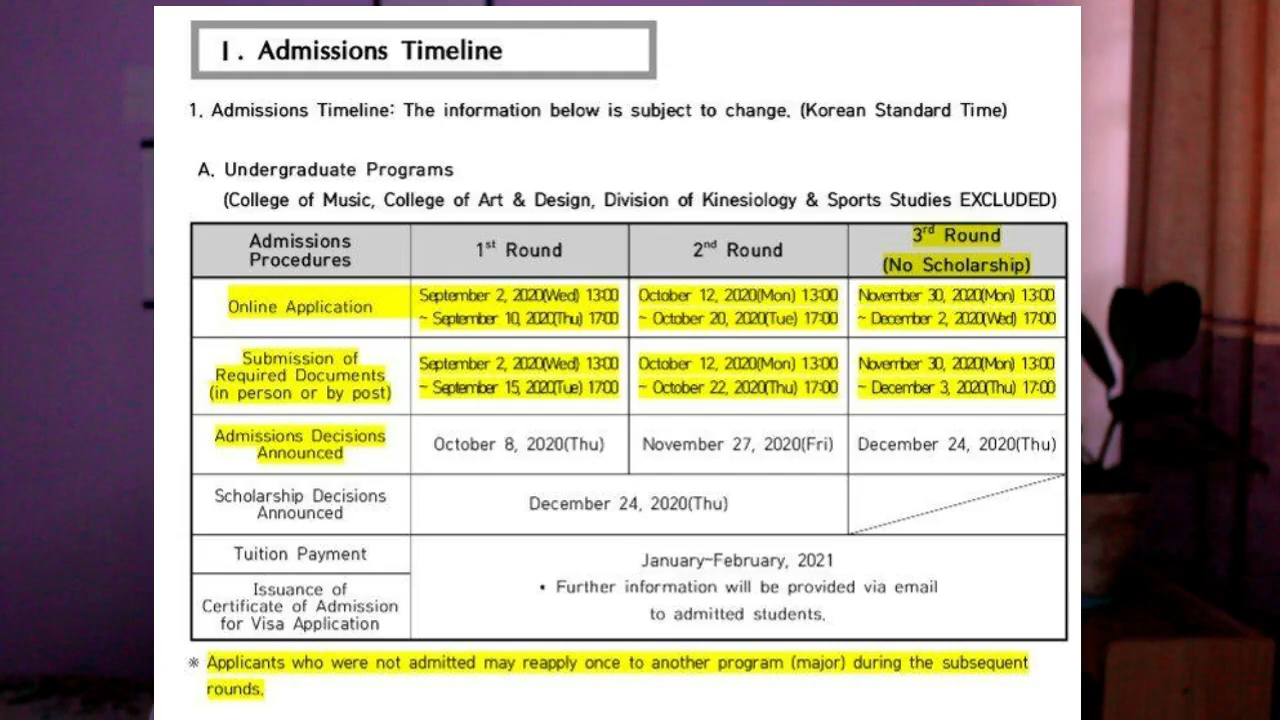 Ⅰ. Admissions Timeline
1. Admissions Timeline: The information below is subject to change. (Korean Standard Time)
A. Undergraduate Programs
(College of Music, College of Art & Design, Division of Kinesiology & Sports Studies EXCLUDED)
Admissions
Procedures
1st Round
2nd Round
3rd Round
(No Scholarship)
Online Application
September 2, 2020(Wed) 13:00
~ September 10, 2020(Thu) 17:00
October 12, 2020(Mon) 13:00
~ October 20, 2020(Tue) 17:00
November 30, 2020(Mon) 13:00
~ December 2, 2020(Wed) 17:00
Submission of
Required Documents
(in person or by post)
September 2, 2020(Wed) 13:00
~ September 15, 2020(Tue) 17:00
October 12, 2020(Mon) 13:00
~ October 22, 2020(Thu) 17:00
November 30, 2020(Mon) 13:00
~ December 3, 2020(Thu) 17:00
Admissions Decisions
Announced
October 8, 2020(Thu)
November 27, 2020(Fri)
December 24, 2020(Thu)
Scholarship Decisions
Announced
December 24, 2020(Thu)
Tuition Payment
Issuance of
Certificate of Admission
for Visa Application
January~February, 2021
• Further information will be provided via email
to admitted students.
※ Applicants who were not admitted may reapply once to another program (major) during the subsequent
rounds.